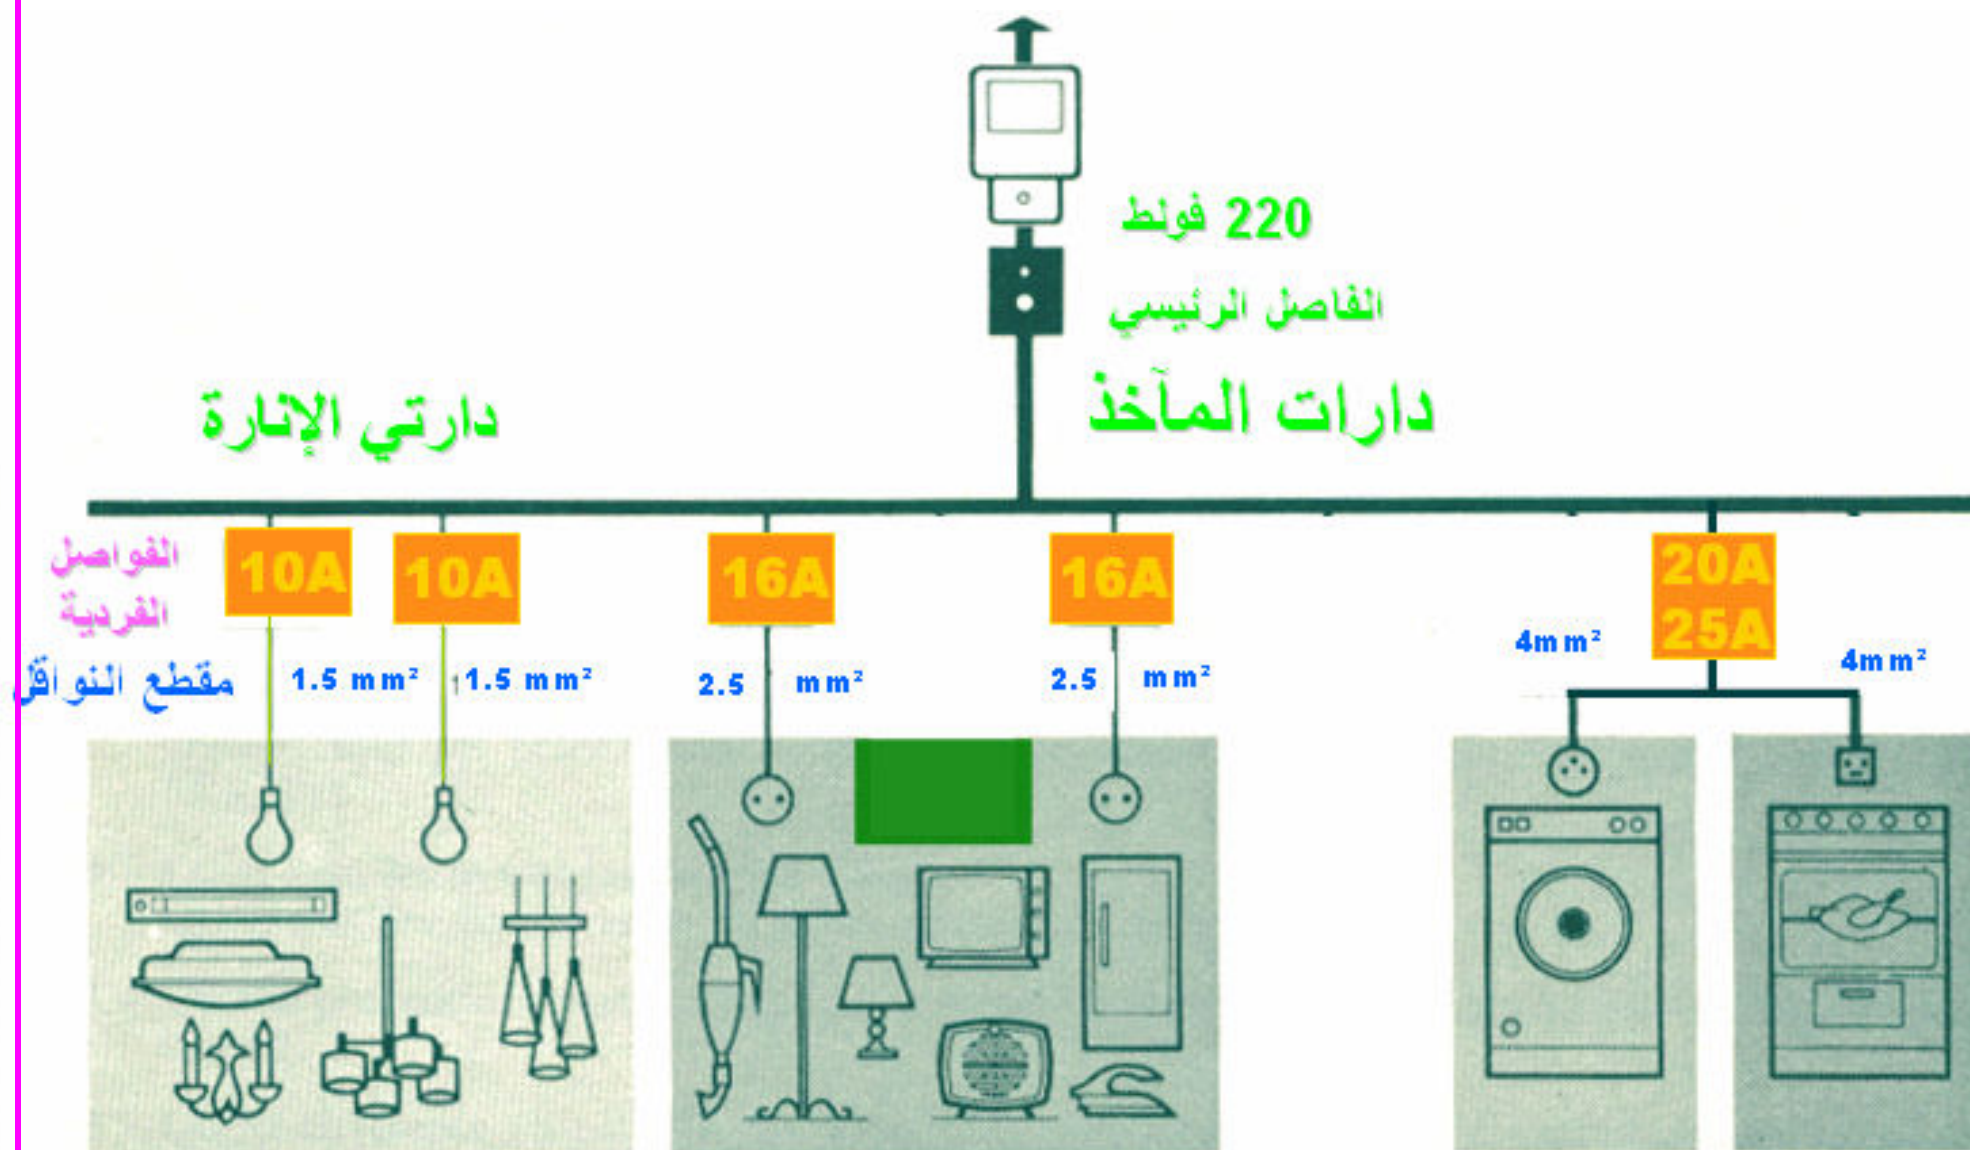 220 فولط
الفاصل الرئيسي
دارات المآخذ
دارتي الإنارة
الفواصل
الفردية
10A
10A
16A
16A
20A
25A
مقطع النواقل
1.5 mm²
1.5 mm²
2.5 mm²
2.5 mm²
4mm²
4mm²